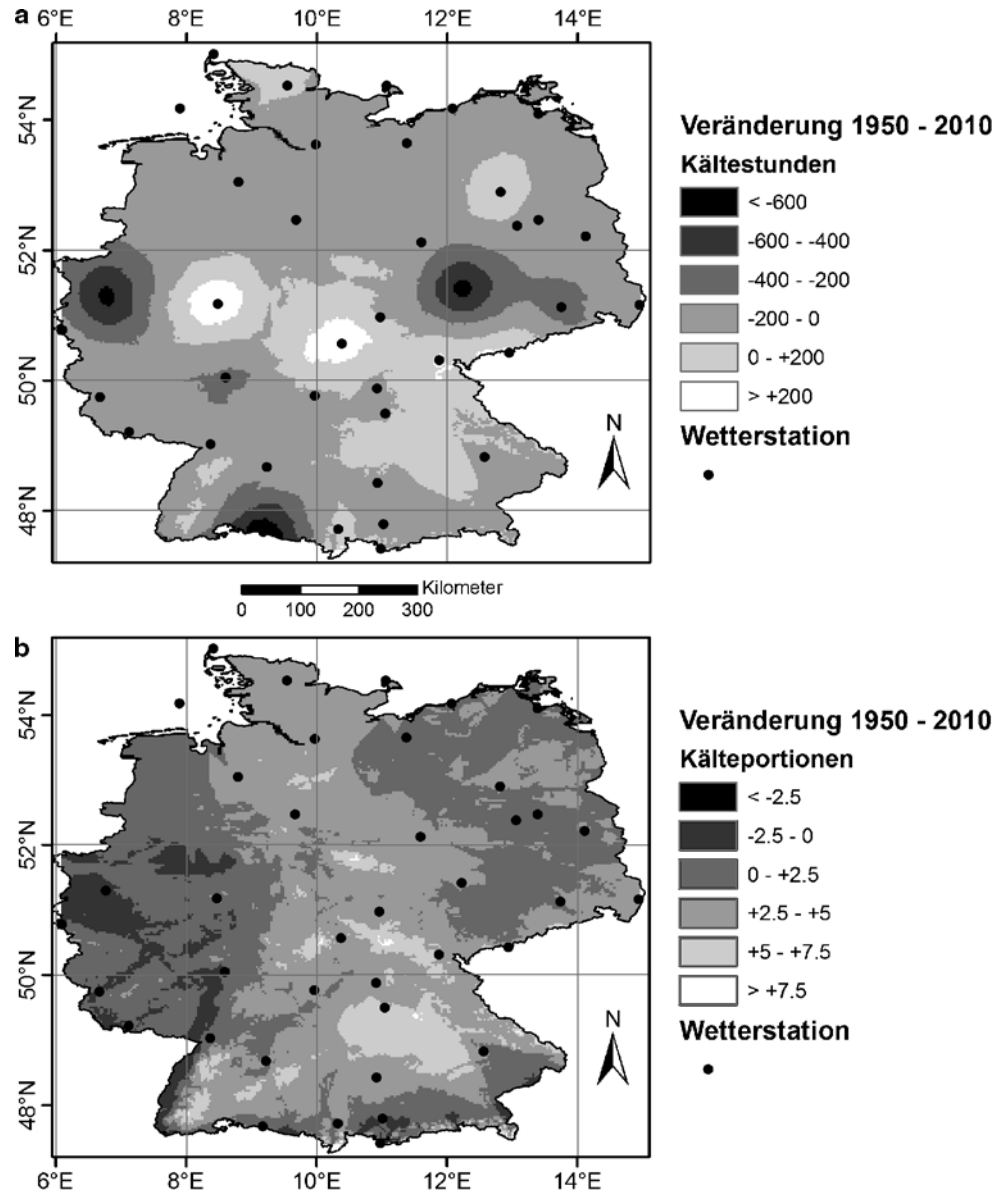 a
6°E 8°E 10°E 12°E 14°E
54°N
52°N
50°N
48°N
N
Veränderung 1950 - 2010
Kältestunden
< -600
-600 - -400
-400 - -200
-200 - 0
0 - +200
> +200
Wetterstation
Kilometer
0 100 200 300
b
54°N
52°N
50°N
48°N
N
6°E 8°E 10°E 12°E 14°E
Veränderung 1950 - 2010
Kälteportionen
< -2.5
-2.5 - 0
0 - +2.5
+2.5 - +5
+5 - +7.5
> +7.5
Wetterstation